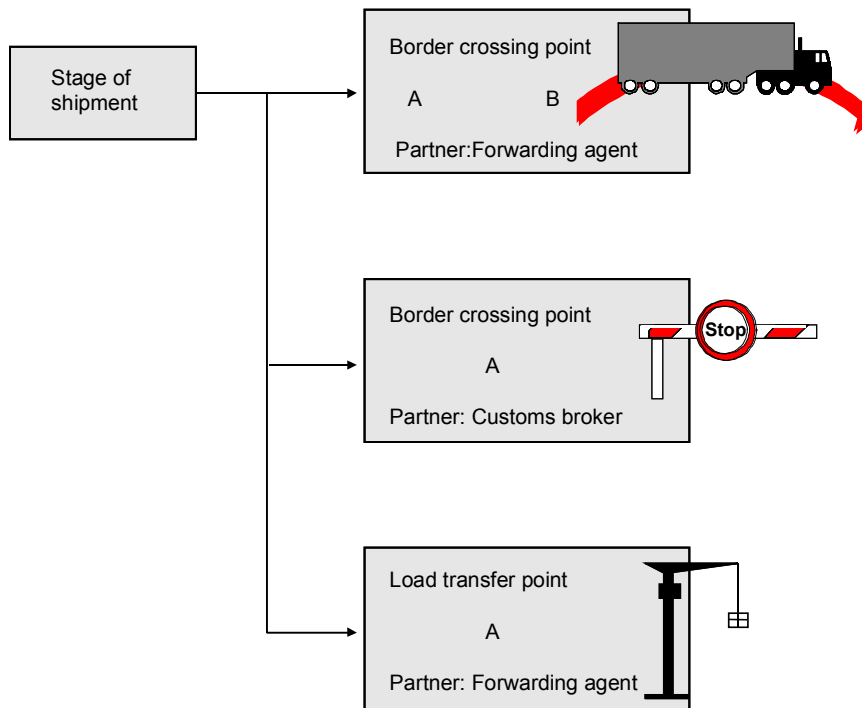 Stage of
shipment
Border crossing point
A B
Partner:Forwarding agent
Border crossing point
Stop
A
Partner: Customs broker
Load transfer point
A
Partner: Forwarding agent